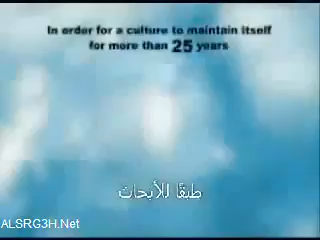 In order for a culture to maintain itself
for more than 25 years
طبقًا للأبحاث
ALSRG3H.Net